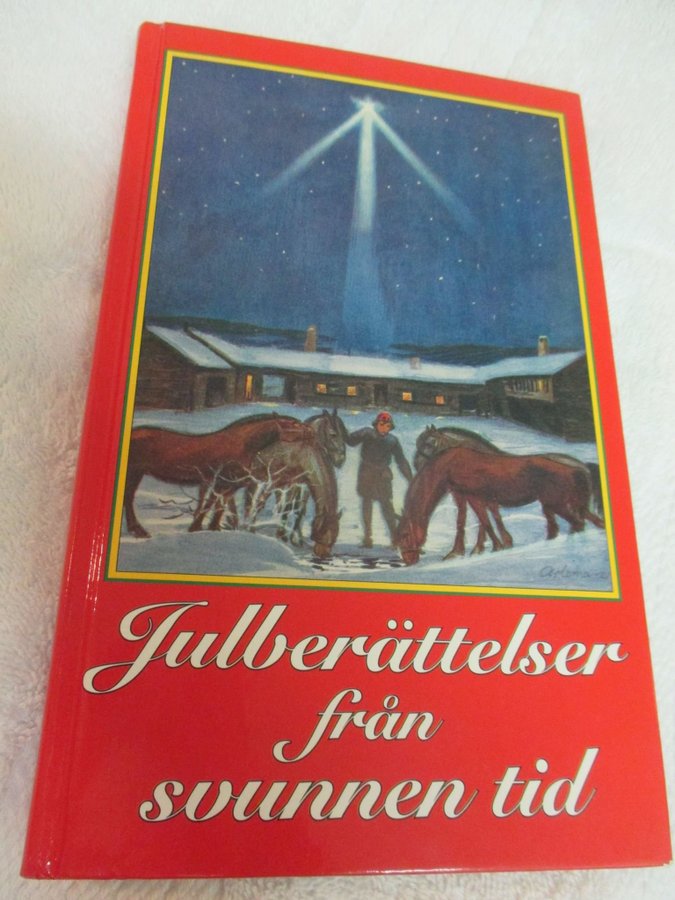 Julberättelser
från
svunnen tid